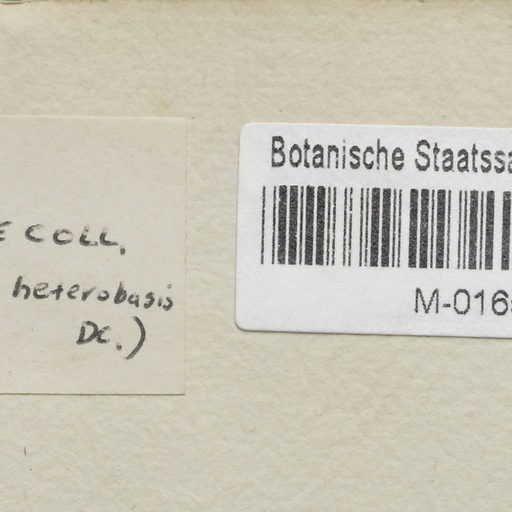 E COLL.
heterobasis
DC.)
Botanische Staatssa
M-016